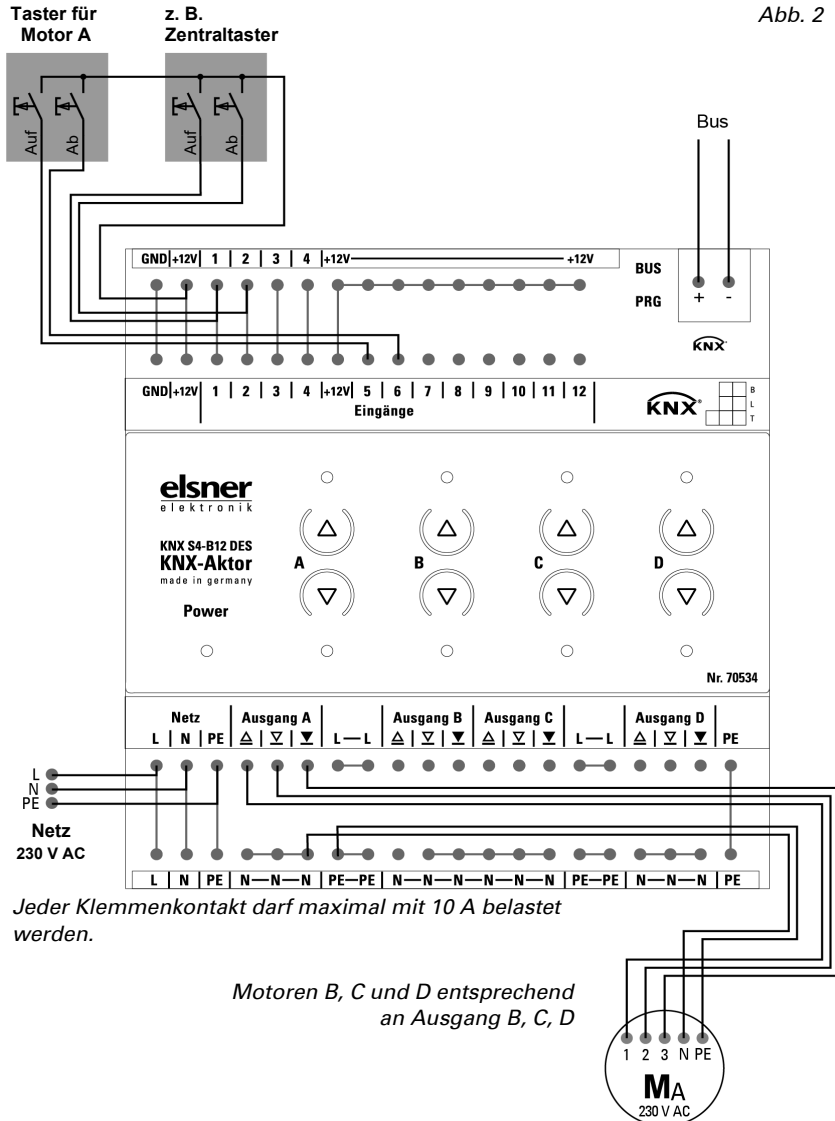 Taster für Motor A
z. B. Zentraltaster
Abb. 2
Auf
Ab
Auf
Ab
Bus
GND +12V 1 2 3 4 +12V +12V
BUS
PRG
+ -
KNX
GND +12V 1 2 3 4 +12V 5 6 7 8 9 10 11 12
Eingänge
KNX®
B
L
T
elsner
elektronik
KNX S4-B12 DES
KNX-Aktor
made in germany
Power
A
B
C
D
Nr. 70534
Netz Ausgang A Ausgang B Ausgang C Ausgang D
L N PE L—L L—L PE
L
N
PE
Netz
230 V AC
L N PE N—N—N PE—PE N—N—N—N—N—N PE—PE N—N—N PE
Jeder Klemmenkontakt darf maximal mit 10 A belastet
werden.
Motoren B, C und D entsprechend
an Ausgang B, C, D
1 2 3 N PE
MA
230 V AC